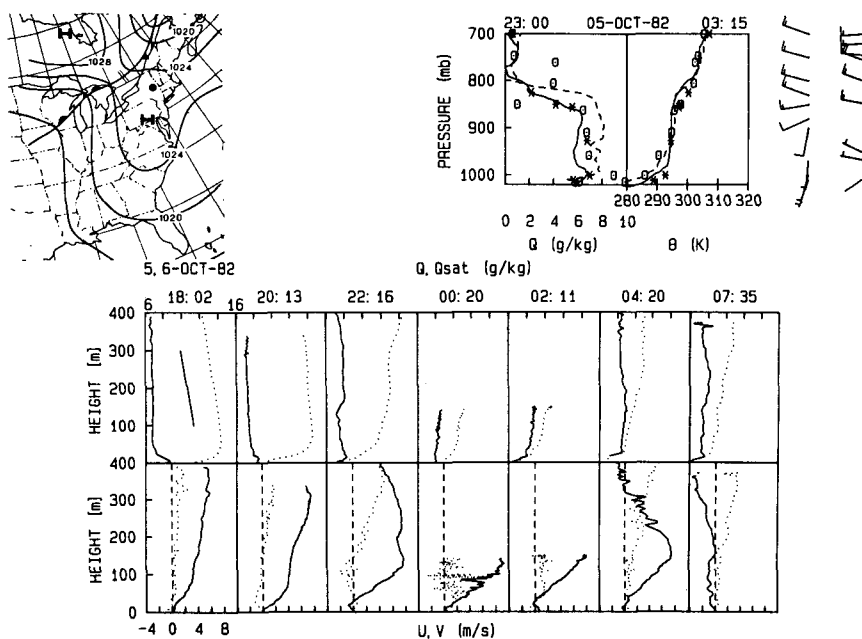 1020
1028
1024
1024
1020
5, 6-OCT-82
23:00 05-OCT-82 03:15
700
800
900
1000
PRESSURE (mb)
280 290 300 310 320
0 2 4 6 8 10
Q (g/kg) θ (K)
Q, Qsat (g/kg)
6 18:02 16 20:13 22:16 00:20 02:11 04:20 07:35
400
300
200
100
HEIGHT [m]
400
300
200
100
0
HEIGHT [m]
-4 0 4 8
U, V (m/s)